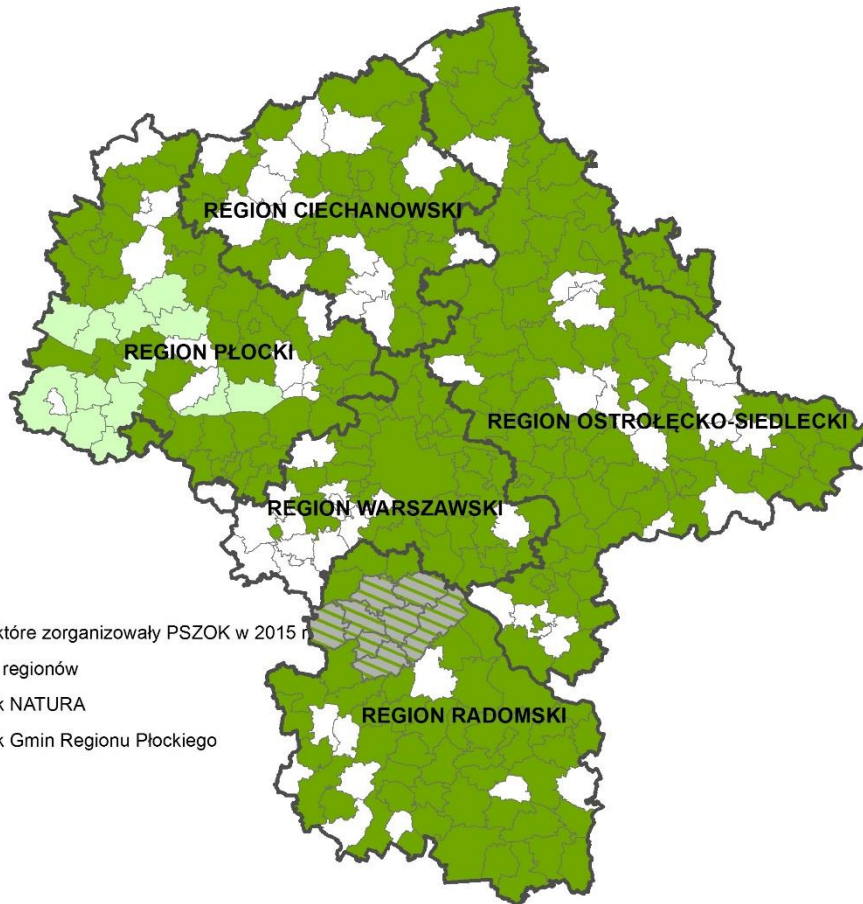 REGION CIECHANOWSKI
REGION PŁOCKI
REGION OSTROŁĘCKO-SIEDLECKI
REGION WARSZAWSKI
które zorganizowały PSZOK w 2015 r
regionów
k NATURA
REGION RADOMSKI
k Gmin Regionu Płockiego